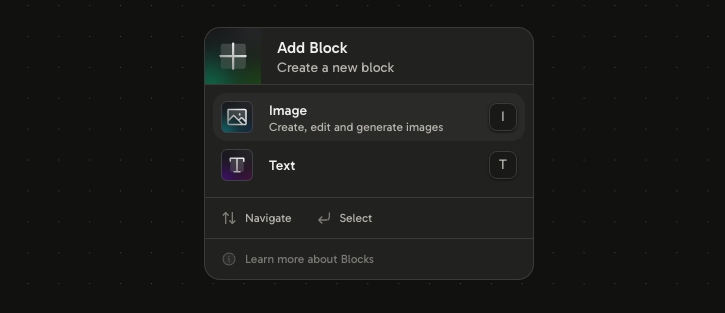 Add Block
Create a new block
Image
Create, edit and generate images
I
Text
T
Navigate
Select
Learn more about Blocks